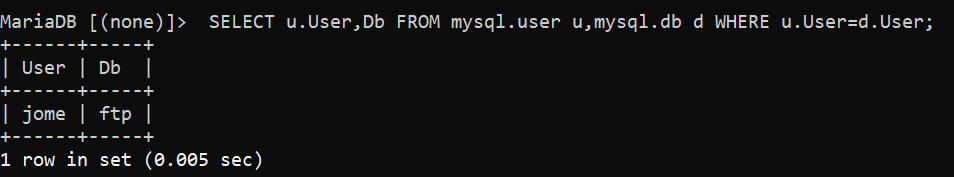 MariaDB [(none)]>  SELECT u.User,Db FROM mysql.user u,mysql.db d WHERE u.User=d.User;
+------+-----+
| User | Db  |
+------+-----+
| jome | ftp |
+------+-----+
1 row in set (0.005 sec)